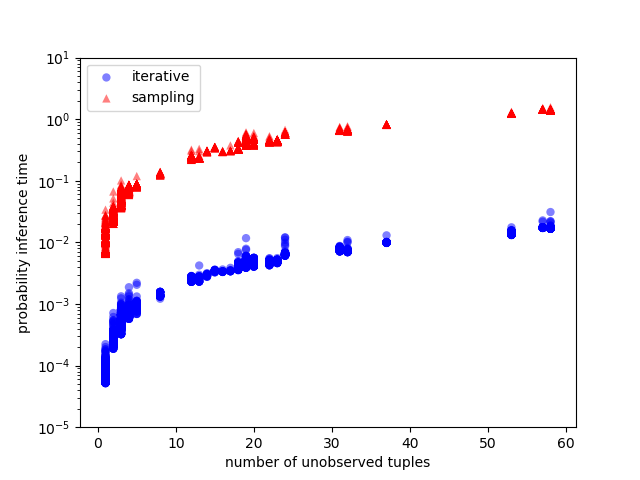 iterative
sampling
10^1
10^0
10^-1
10^-2
10^-3
10^-4
10^-5
probability inference time
0 10 20 30 40 50 60
number of unobserved tuples